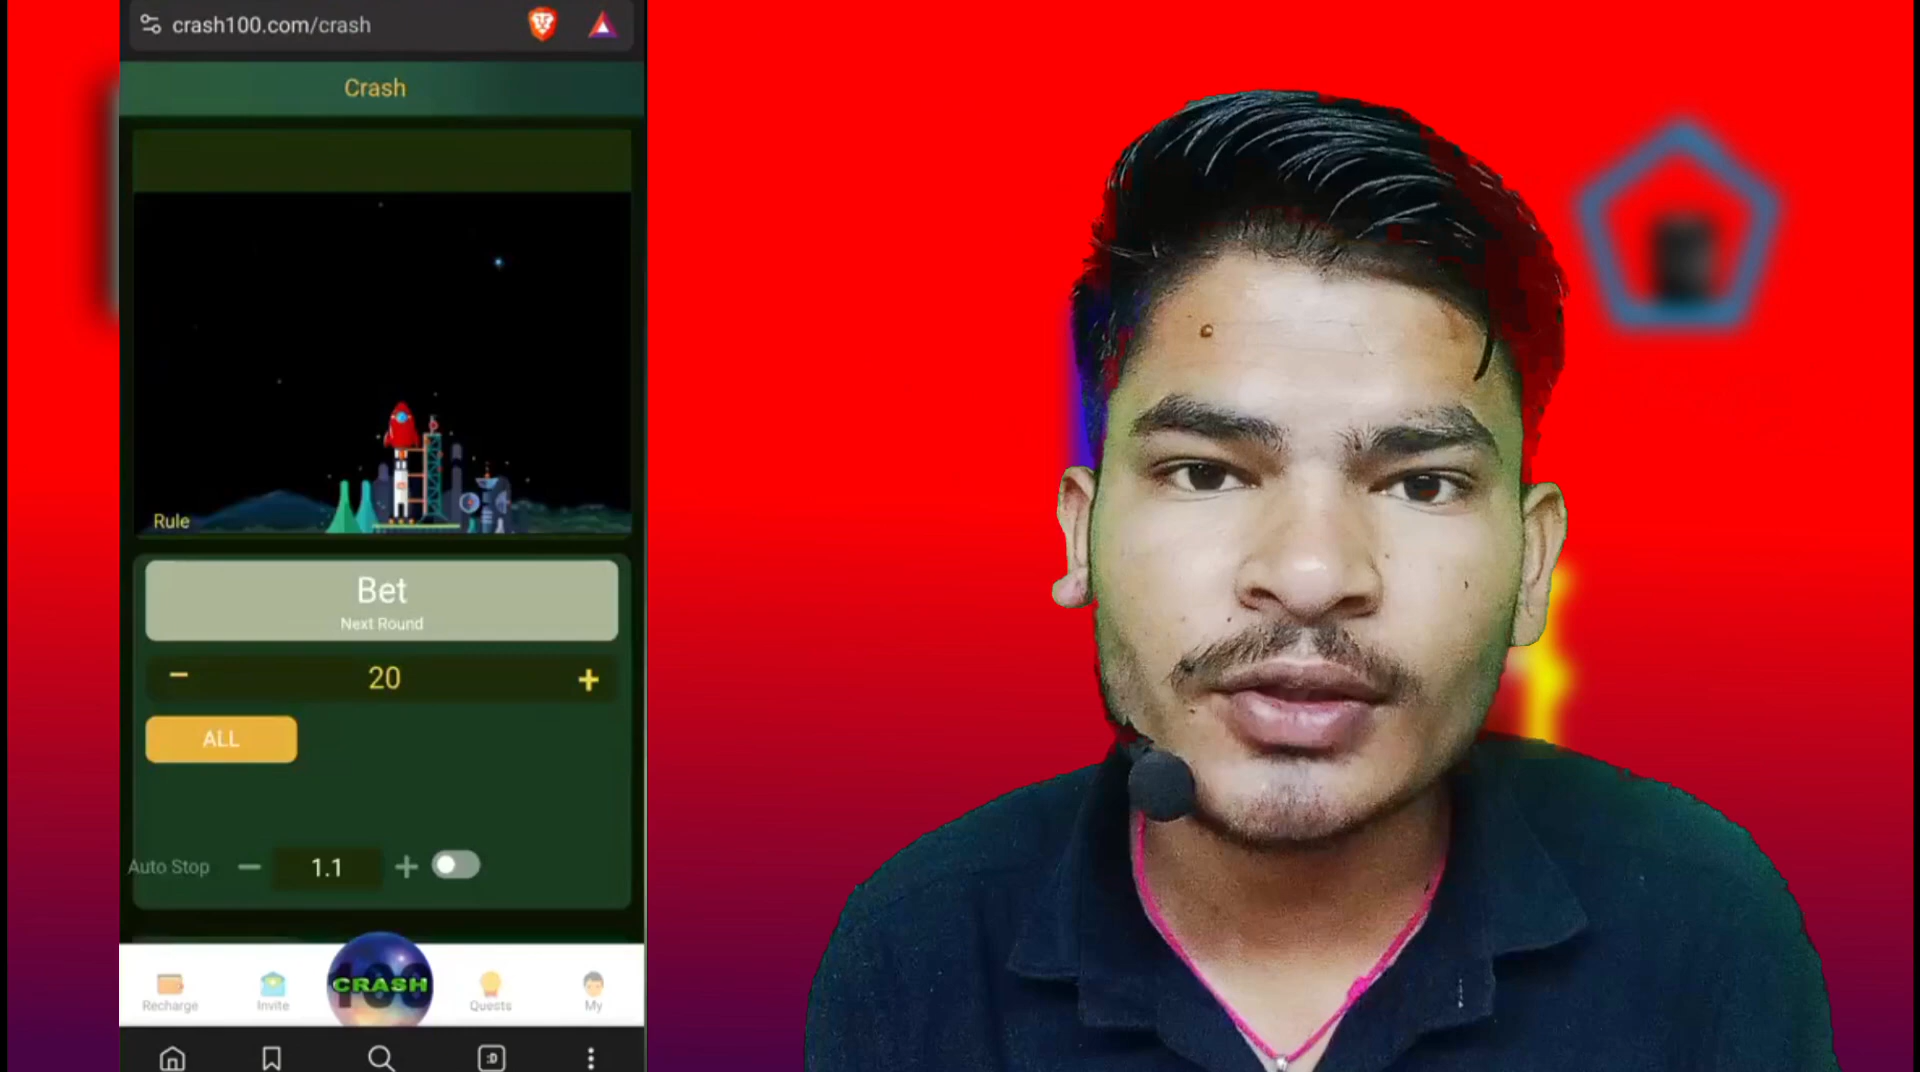 crash100.com/crash
Crash
Rule
Bet
Next Round
− 20 +
ALL
Auto Stop − 1.1 +
100
CRASH
Recharge Invite Quests My
:D